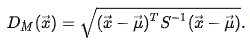 D_M(\vec{x}) = \sqrt{(\vec{x} - \vec{\mu})^T S^{-1} (\vec{x} - \vec{\mu})}.